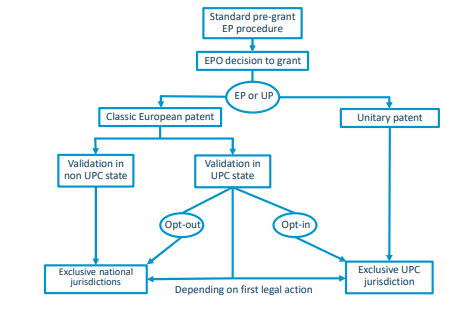 Standard pre-grant
EP procedure
EPO decision to grant
EP or UP
Classic European patent
Unitary patent
Validation in
non UPC state
Validation in
UPC state
Opt-out
Opt-in
Exclusive national
jurisdictions
Exclusive UPC
jurisdiction
Depending on first legal action